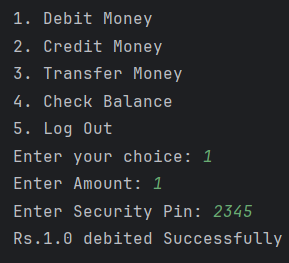 1. Debit Money
2. Credit Money
3. Transfer Money
4. Check Balance
5. Log Out
Enter your choice: 1
Enter Amount: 1
Enter Security Pin: 2345
Rs.1.0 debited Successfully